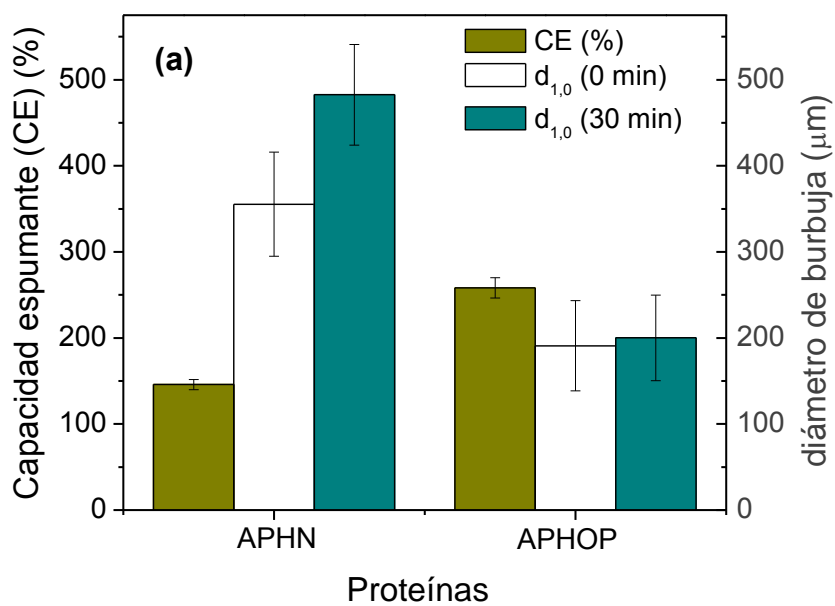 (a)
CE (%)
d1,0 (0 min)
d1,0 (30 min)
Capacidad espumante (CE) (%)
500
400
300
200
100
0
diámetro de burbuja (μm)
500
400
300
200
100
0
APHN
APHOP
Proteínas